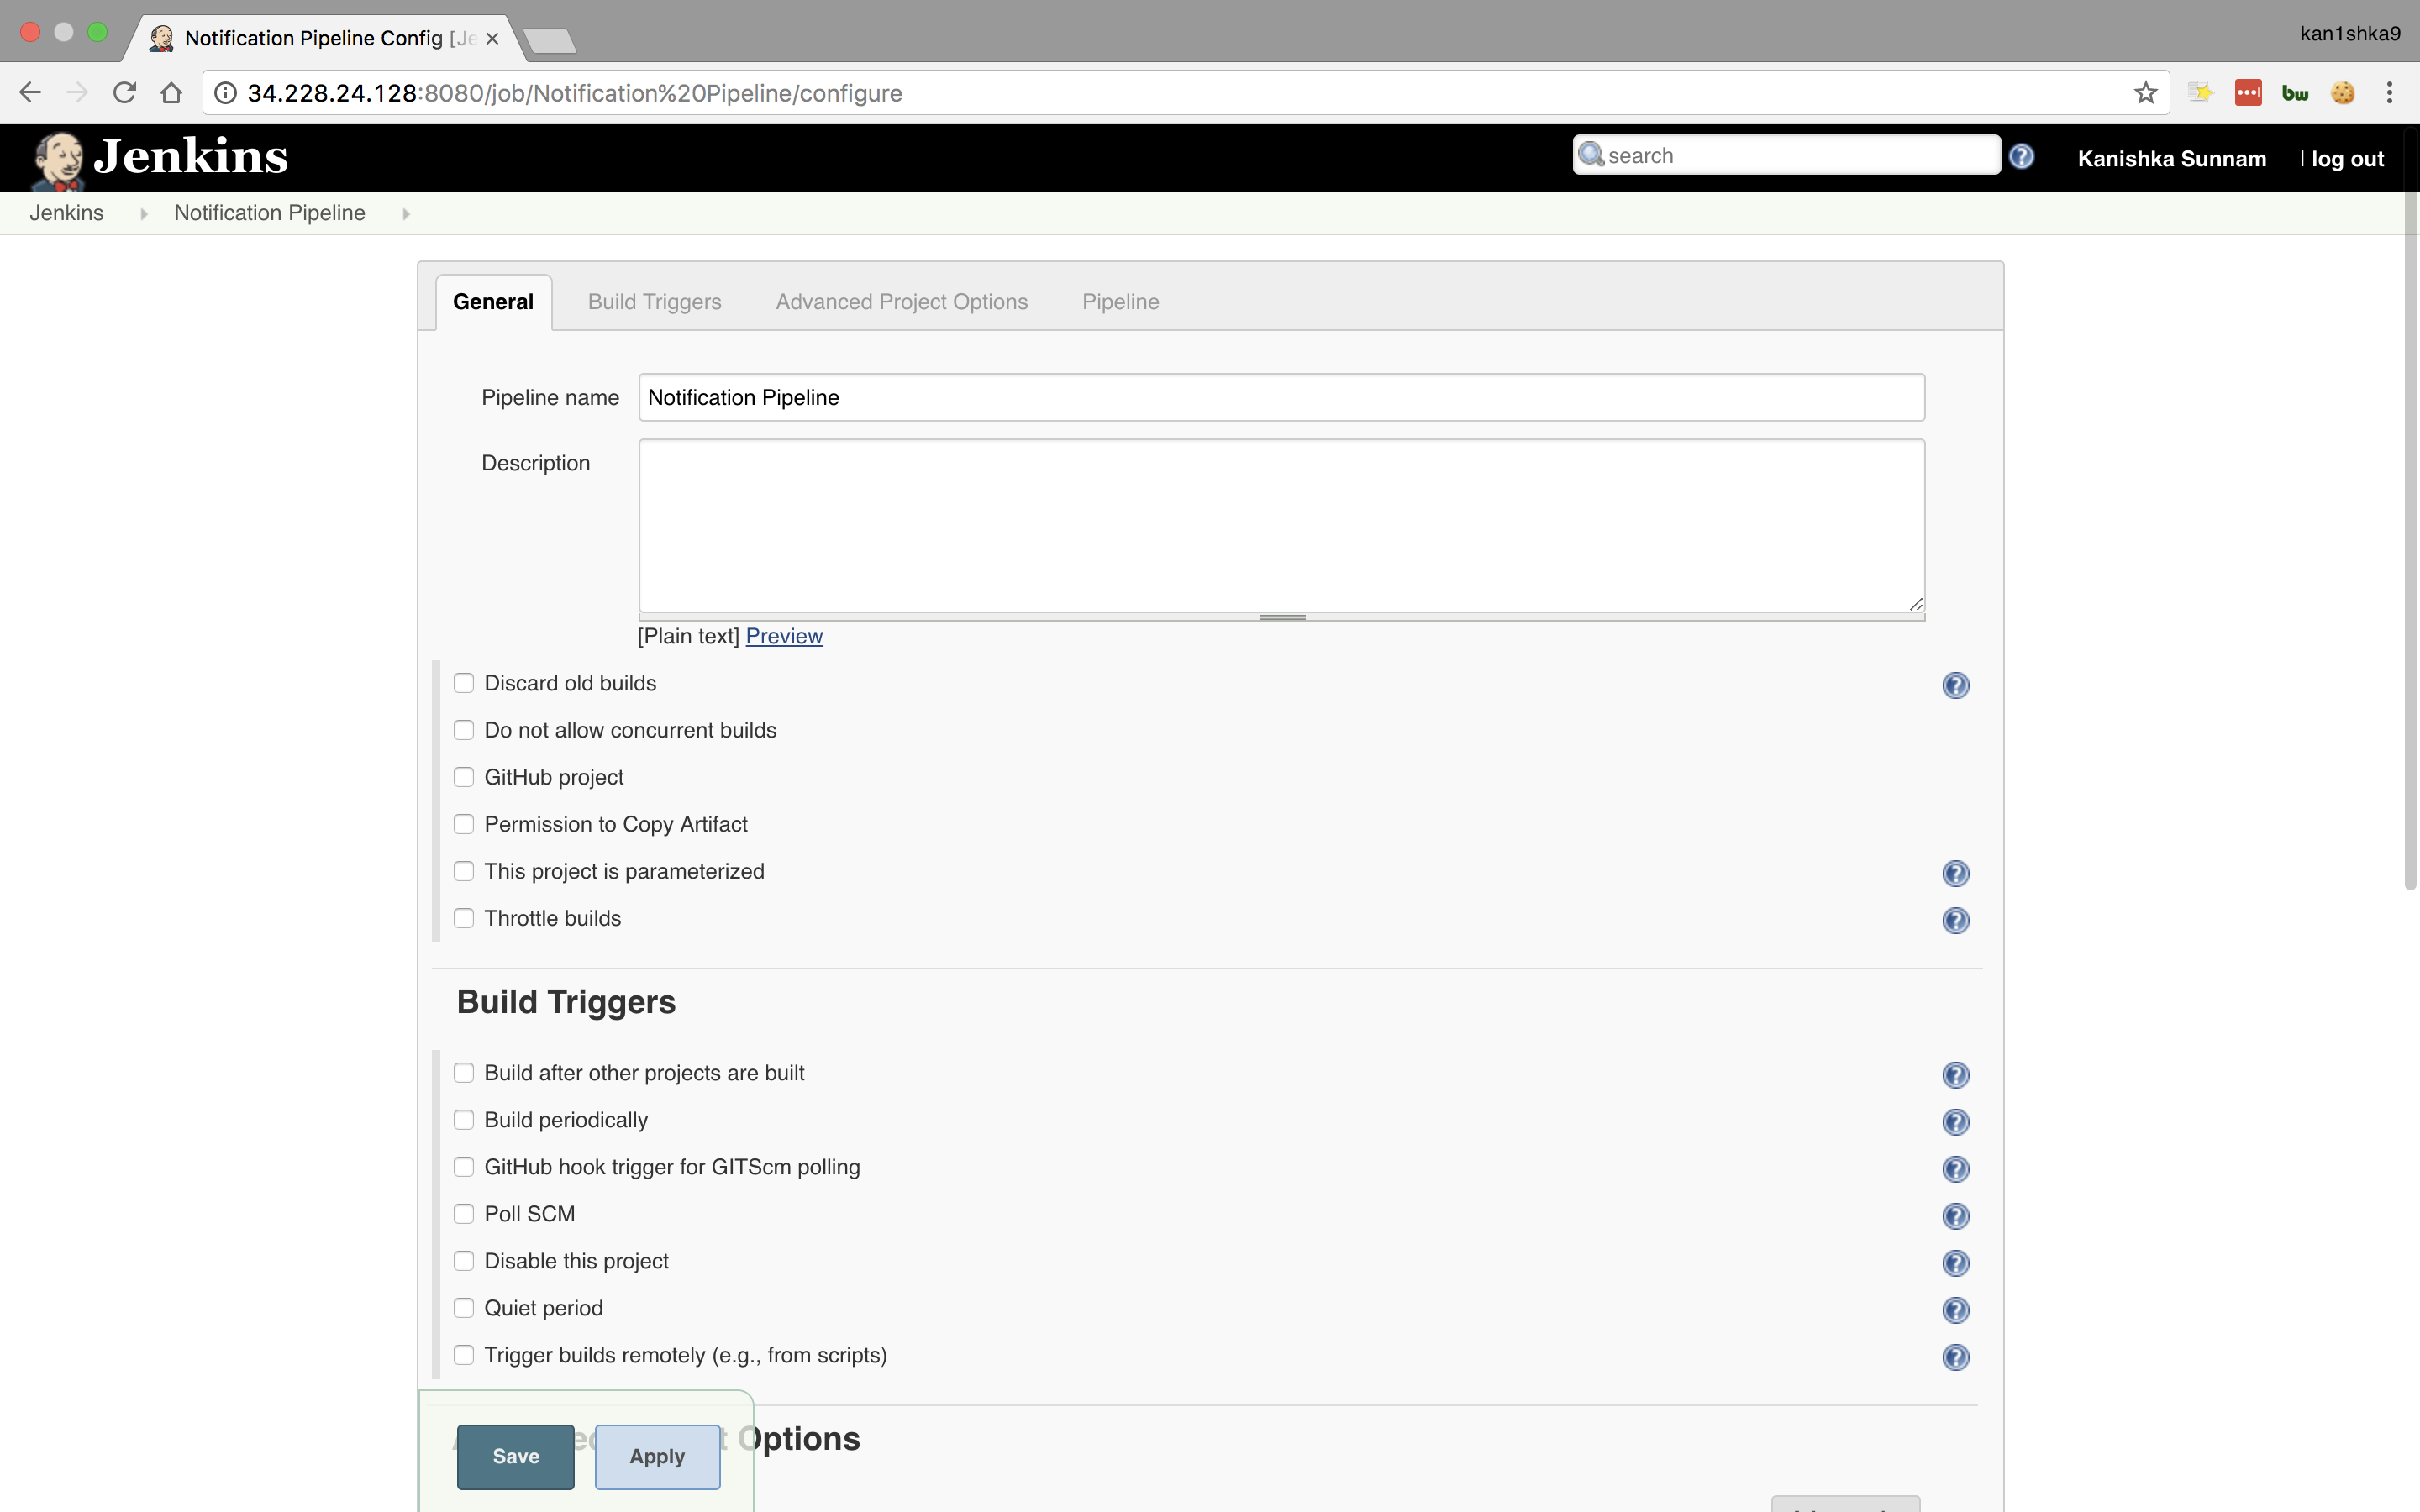 Notification Pipeline Config [Je
kan1shka9
34.228.24.128:8080/job/Notification%20Pipeline/configure
bw
Jenkins
search
Kanishka Sunnam
| log out
Jenkins
Notification Pipeline
General
Build Triggers
Advanced Project Options
Pipeline
Pipeline name
Notification Pipeline
Description
[Plain text] Preview
Discard old builds
Do not allow concurrent builds
GitHub project
Permission to Copy Artifact
This project is parameterized
Throttle builds
Build Triggers
Build after other projects are built
Build periodically
GitHub hook trigger for GITScm polling
Poll SCM
Disable this project
Quiet period
Trigger builds remotely (e.g., from scripts)
Options
Save
Apply